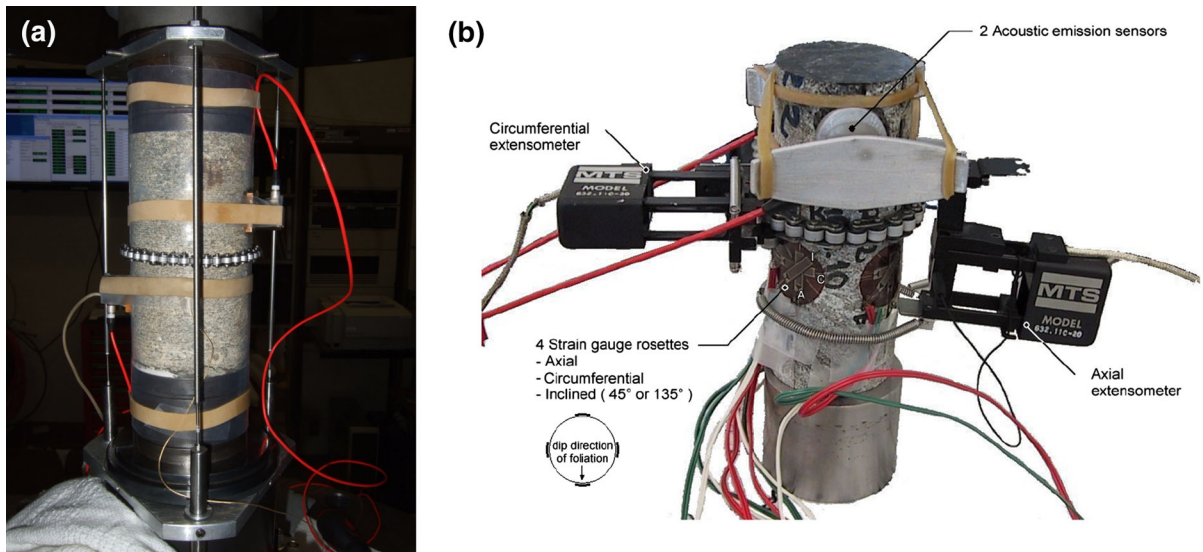 (a)
(b)
2 Acoustic emission sensors
Circumferential
extensometer
MTS
MODEL
632.11C-20
I
C
A
MTS
MODEL
632.11C-20
4 Strain gauge rosettes
- Axial
- Circumferential
- Inclined ( 45° or 135° )
Axial
extensometer
dip direction
of foliation